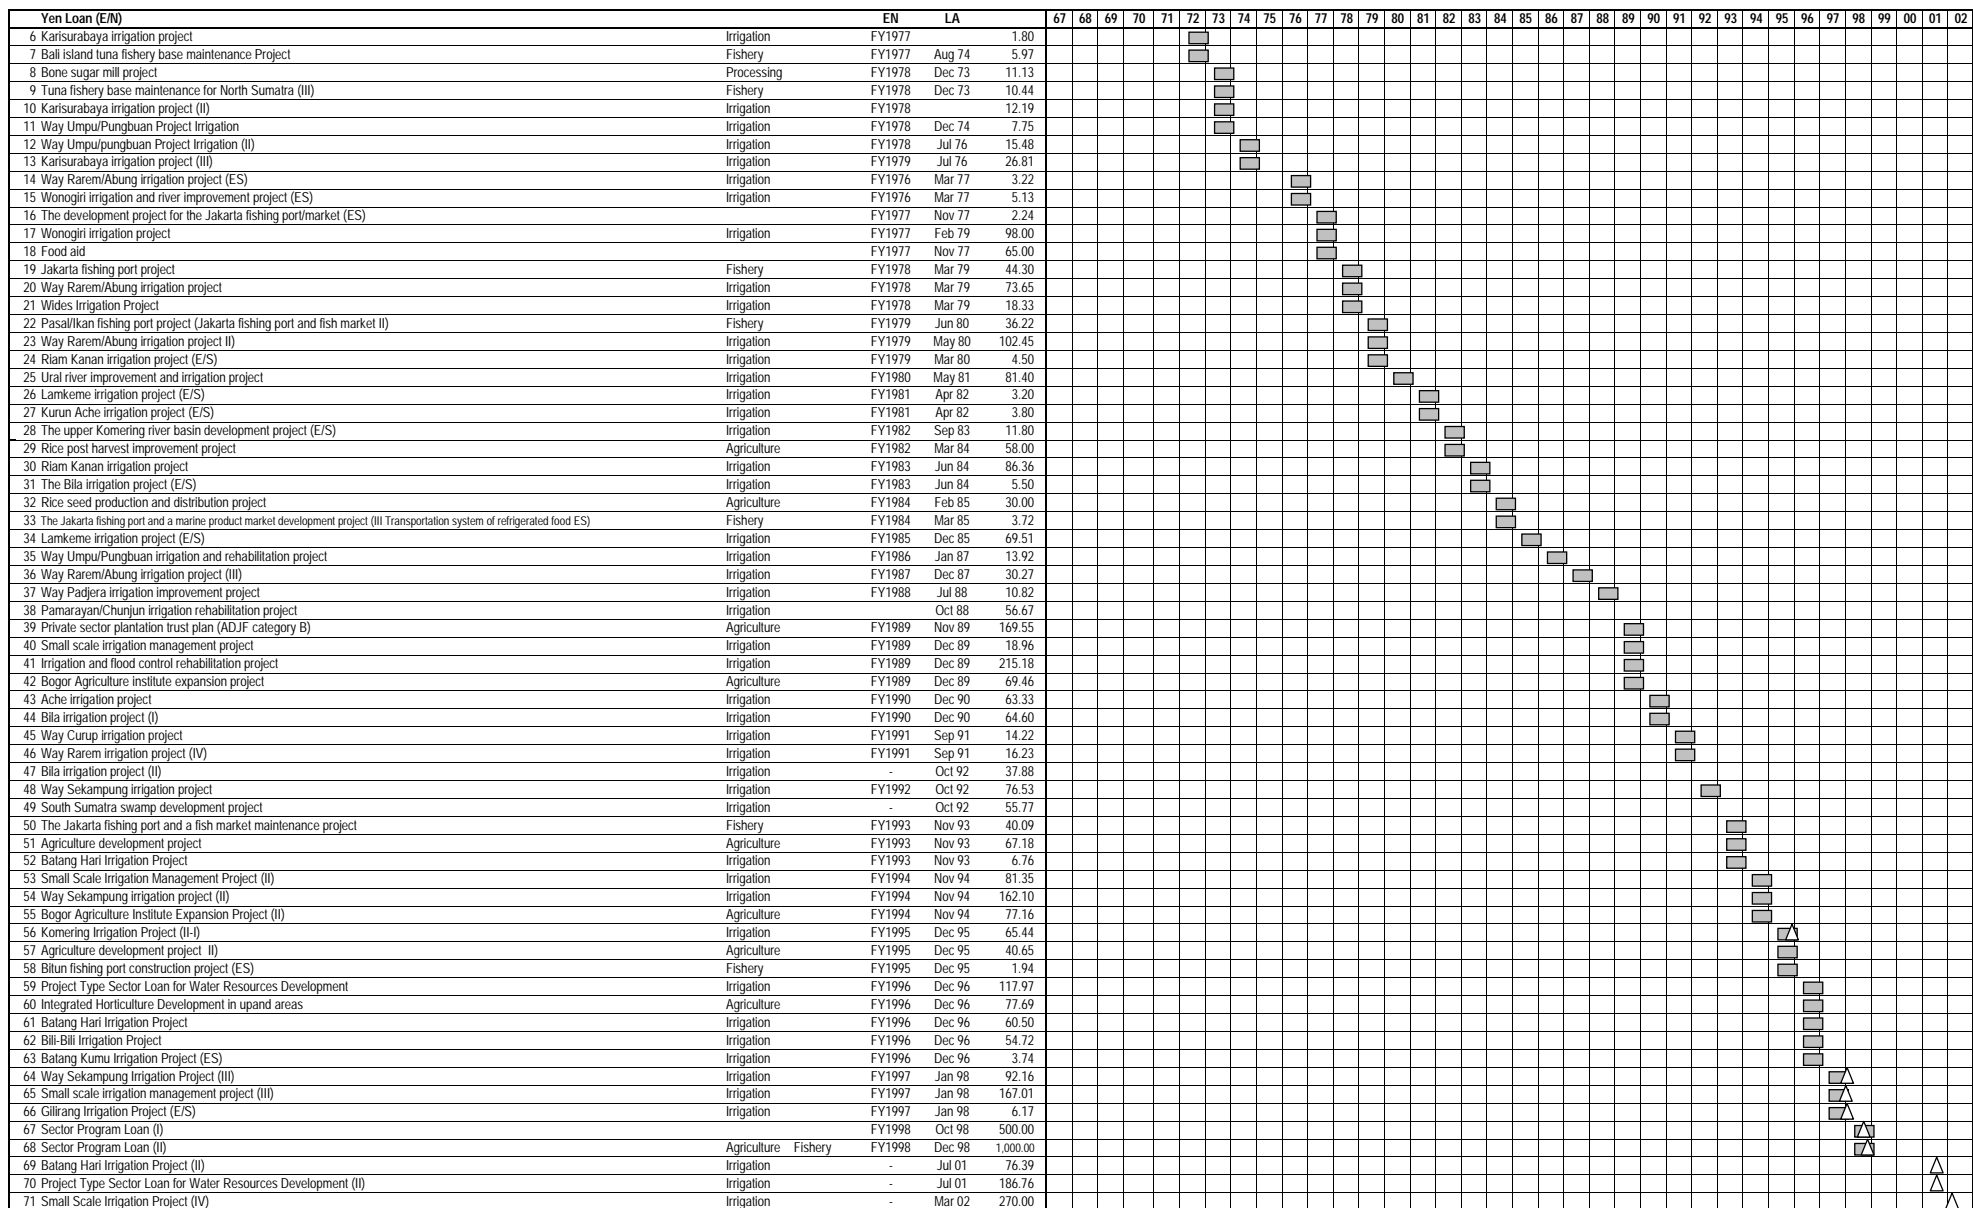 Yen Loan (E/N) EN LA 67 68 69 70 71 72 73 74 75 76 77 78 79 80 81 82 83 84 85 86 87 88 89 90 91 92 93 94 95 96 97 98 99 00 01 02
6 Karisurabaya irrigation project Irrigation FY1977 1.80
7 Bali island tuna fishery base maintenance Project Fishery FY1977 Aug 74 5.97
8 Bone sugar mill project Processing FY1978 Dec 73 11.13
9 Tuna fishery base maintenance for North Sumatra (III) Fishery FY1978 Dec 73 10.44
10 Karisurabaya irrigation project (II) Irrigation FY1978 12.19
11 Way Umpu/Pungbuan Project Irrigation Irrigation FY1978 Dec 74 7.75
12 Way Umpu/pungbuan Project Irrigation (II) Irrigation FY1978 Jul 76 15.48
13 Karisurabaya irrigation project (III) Irrigation FY1979 Jul 76 26.81
14 Way Rarem/Abung irrigation project (ES) Irrigation FY1976 Mar 77 3.22
15 Wonogiri irrigation and river improvement project (ES) Irrigation FY1976 Mar 77 5.13
16 The development project for the Jakarta fishing port/market (ES) FY1977 Nov 77 2.24
17 Wonogiri irrigation project Irrigation FY1977 Feb 79 98.00
18 Food aid FY1977 Nov 77 65.00
19 Jakarta fishing port project Fishery FY1978 Mar 79 44.30
20 Way Rarem/Abung irrigation project Irrigation FY1978 Mar 79 73.65
21 Wides Irrigation Project Irrigation FY1978 Mar 79 18.33
22 Pasal/Ikan fishing port project (Jakarta fishing port and fish market II) Fishery FY1979 Jun 80 36.22
23 Way Rarem/Abung irrigation project II) Irrigation FY1979 May 80 102.45
24 Riam Kanan irrigation project (E/S) Irrigation FY1979 Mar 80 4.50
25 Ural river improvement and irrigation project Irrigation FY1980 May 81 81.40
26 Lamkeme irrigation project (E/S) Irrigation FY1981 Apr 82 3.20
27 Kurun Ache irrigation project (E/S) Irrigation FY1981 Apr 82 3.80
28 The upper Komering river basin development project (E/S) Irrigation FY1982 Sep 83 11.80
29 Rice post harvest improvement project Agriculture FY1982 Mar 84 58.00
30 Riam Kanan irrigation project Irrigation FY1983 Jun 84 86.36
31 The Bila irrigation project (E/S) Irrigation FY1983 Jun 84 5.50
32 Rice seed production and distribution project Agriculture FY1984 Feb 85 30.00
33 The Jakarta fishing port and a marine product market development project (III Transportation system of refrigerated food ES) Fishery FY1984 Mar 85 3.72
34 Lamkeme irrigation project (E/S) Irrigation FY1985 Dec 85 69.51
35 Way Umpu/Pungbuan irrigation and rehabilitation project Irrigation FY1986 Jan 87 13.92
36 Way Rarem/Abung irrigation project (III) Irrigation FY1987 Dec 87 30.27
37 Way Padjera irrigation improvement project Irrigation FY1988 Jul 88 10.82
38 Pamarayan/Chunjun irrigation rehabilitation project Irrigation Oct 88 56.67
39 Private sector plantation trust plan (ADJF category B) Agriculture FY1989 Nov 89 169.55
40 Small scale irrigation management project Irrigation FY1989 Dec 89 18.96
41 Irrigation and flood control rehabilitation project Irrigation FY1989 Dec 89 215.18
42 Bogor Agriculture institute expansion project Agriculture FY1989 Dec 89 69.46
43 Ache irrigation project Irrigation FY1990 Dec 90 63.33
44 Bila irrigation project (I) Irrigation FY1990 Dec 90 64.60
45 Way Curup irrigation project Irrigation FY1991 Sep 91 14.22
46 Way Rarem irrigation project (IV) Irrigation FY1991 Sep 91 16.23
47 Bila irrigation project (II) Irrigation - Oct 92 37.88
48 Way Sekampung irrigation project Irrigation FY1992 Oct 92 76.53
49 South Sumatra swamp development project Irrigation - Oct 92 55.77
50 The Jakarta fishing port and a fish market maintenance project Fishery FY1993 Nov 93 40.09
51 Agriculture development project Agriculture FY1993 Nov 93 67.18
52 Batang Hari Irrigation Project Irrigation FY1993 Nov 93 6.76
53 Small Scale Irrigation Management Project (II) Irrigation FY1994 Nov 94 81.35
54 Way Sekampung irrigation project (II) Irrigation FY1994 Nov 94 162.10
55 Bogor Agriculture Institute Expansion Project (II) Agriculture FY1994 Nov 94 77.16
56 Komering Irrigation Project (II-I) Irrigation FY1995 Dec 95 65.44
57 Agriculture development project II) Agriculture FY1995 Dec 95 40.65
58 Bitun fishing port construction project (ES) Fishery FY1995 Dec 95 1.94
59 Project Type Sector Loan for Water Resources Development Irrigation FY1996 Dec 96 117.97
60 Integrated Horticulture Development in upand areas Agriculture FY1996 Dec 96 77.69
61 Batang Hari Irrigation Project Irrigation FY1996 Dec 96 60.50
62 Bili-Bili Irrigation Project Irrigation FY1996 Dec 96 54.72
63 Batang Kumu Irrigation Project (ES) Irrigation FY1996 Dec 96 3.74
64 Way Sekampung Irrigation Project (III) Irrigation FY1997 Jan 98 92.16
65 Small scale irrigation management project (III) Irrigation FY1997 Jan 98 167.01
66 Gilirang Irrigation Project (E/S) Irrigation FY1997 Jan 98 6.17
67 Sector Program Loan (I) FY1998 Oct 98 500.00
68 Sector Program Loan (II) Agriculture Fishery FY1998 Dec 98 1,000.00
69 Batang Hari Irrigation Project (II) Irrigation - Jul 01 76.39
70 Project Type Sector Loan for Water Resources Development (II) Irrigation - Jul 01 186.76
71 Small Scale Irrigation Project (IV) Irrigation - Mar 02 270.00